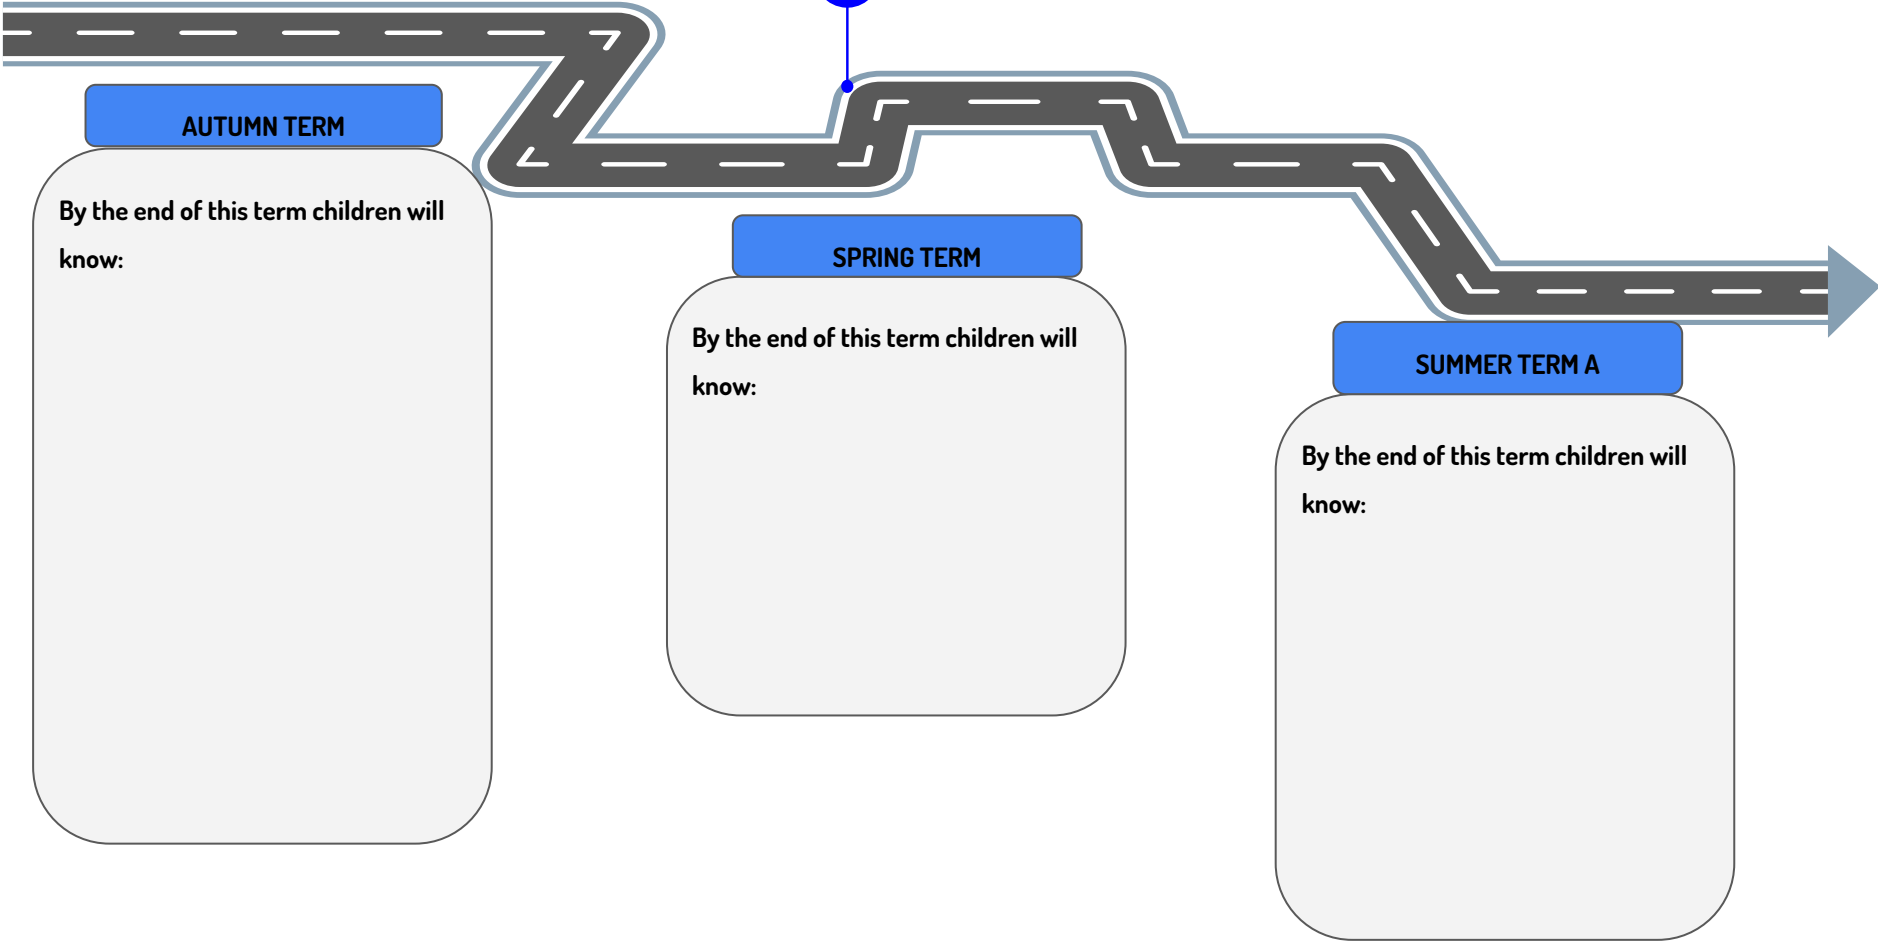 AUTUMN TERM
By the end of this term children will
know:
SPRING TERM
By the end of this term children will
know:
SUMMER TERM A
By the end of this term children will
know: